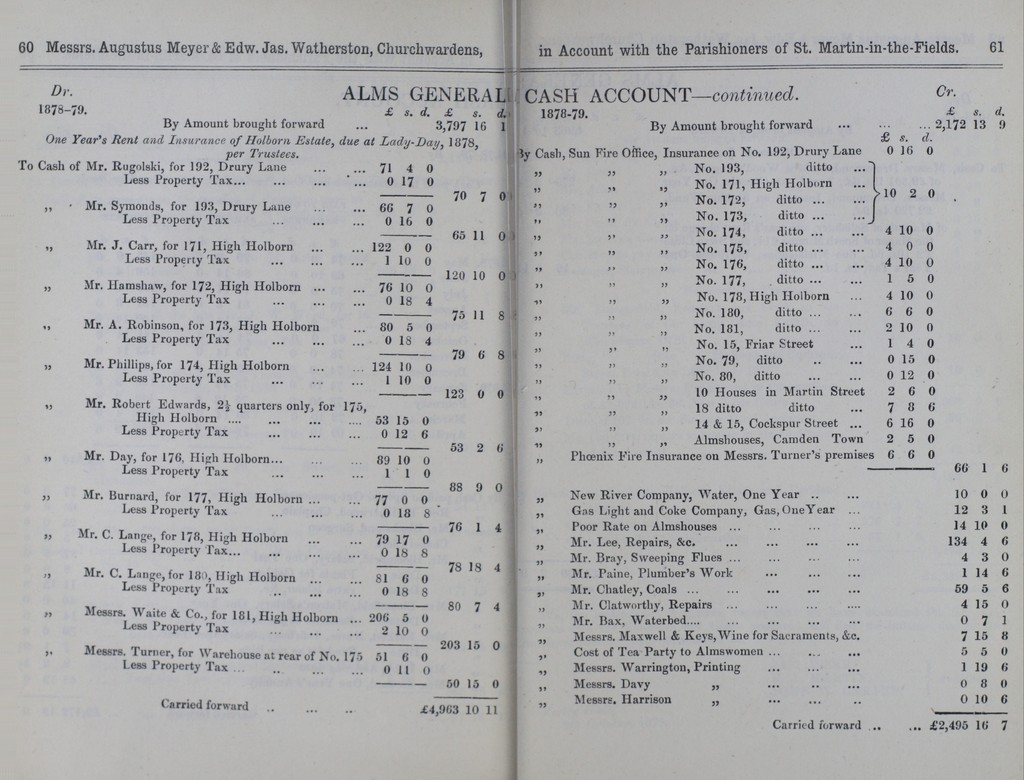 60 Messrs. Augustus Meyer & Edw. Jas. Watherston, Churchwardens,
Dr. ALMS GENERAL
1878-79. £ s. d. £ s. d.
By Amount brought forward ... 3,797 16 1
One Year's Rent and Insurance of Holborn Estate, due at Lady-Day, 1878,
per Trustees.
To Cash of Mr. Rugolski, for 192, Drury Lane ... ... 71 4 0
Less Property Tax... ... ... ... 0 17 0
70 7 0
„ Mr. Symonds, for 193, Drury Lane ... ... 66 7 0
Less Property Tax ... ... ... 0 16 0
65 11 0
„ Mr. J. Carr, for 171, High Holborn ... ... 122 0 0
Less Property Tax ... ... ... 1 10 0
120 10 0
„ Mr. Hamshaw, for 172, High Holborn ... ... 76 10 0
Less Property Tax ... ... ... 0 18 4
75 11 8
„ Mr. A. Robinson, for 173, High Holborn ... 80 5 0
Less Property Tax ... ... ... 0 18 4
79 6 8
„ Mr. Phillips, for 174, High Holborn ... ... 124 10 0
Less Property Tax ... ... ... 1 10 0
123 0 0
„ Mr. Robert Edwards, 2½ quarters only, for 175,
High Holborn .... ... ... .... 53 15 0
Less Property Tax ... ... ... 0 12 6
53 2 6
„ Mr. Day, for 176, High Holborn... ... ... 89 10 0
Less Property Tax ... ... ... 1 1 0
88 9 0
„ Mr. Burnard, for 177, High Holborn ... ... 77 0 0
Less Property Tax ... ... ... 0 18 8
76 1 4
„ Mr. C. Lange, for 178, High Holborn ... ... 79 17 0
Less Property Tax... ... ... ... 0 18 8
78 18 4
„ Mr. C. Lange, for 180, High Holborn ... ... 81 6 0
Less Property Tax .. ... ... 0 18 8
80 7 4
„ Messrs. Waite & Co., for 181, High Holborn ... 206 5 0
Less Property Tax ... ... ... 2 10 0
203 15 0
„ Messrs. Turner, for Warehouse at rear of No. 175 51 6 0
Less Property Tax ... ... ... ... 0 11 0
50 15 0
Carried forward .. ... .. £4,963 10 11
in Account with the Parishioners of St. Martin-in-the-Fields. 61
CASH ACCOUNT—continued. Cr.
1878-79. £ s. d.
By Amount brought forward ... ... ... 2,172 13 9
£ s. d.
By Cash, Sun Fire Office, Insurance on No. 192, Drury Lane 0 16 0
„ „ „ No. 193, ditto ...
„ „ „ No. 171, High Holborn ...
„ „ „ No. 172, ditto ... ... 10 2 0
„ „ „ No. 173, ditto ... ...
„ „ „ No. 174, ditto ... ... 4 10 0
„ „ „ No. 175, ditto ... ... 4 0 0
„ „ „ No. 176, ditto ... ... 4 10 0
„ „ „ No. 177, ditto ... ... 1 5 0
„ „ „ No. 178, High Holborn ... 4 10 0
„ „ „ No. 180, ditto ... ... 6 6 0
„ „ „ No. 181, ditto ... ... 2 10 0
„ „ „ No. 15, Friar Street ... 1 4 0
„ „ „ No. 79, ditto .. ... 0 15 0
„ „ „ No. 80, ditto ... ... 0 12 0
„ „ „ 10 Houses in Martin Street 2 6 0
„ „ „ 18 ditto ditto ... 7 8 6
„ „ „ 14 & 15, Cockspur Street ... 6 16 0
„ „ „ Almshouses, Camden Town 2 5 0
„ Phœnix Fire Insurance on Messrs. Turner's premises 6 6 0
66 1 6
„ New River Company, Water, One Year .. ... 10 0 0
„ Gas Light and Coke Company, Gas, One Year ... 12 3 1
„ Poor Rate on Almshouses ... ... ... ... 14 10 0
„ Mr. Lee, Repairs, &c. ... ... ... ... 134 4 6
„ Mr. Bray, Sweeping Flues ... ... ... ... 4 3 0
„ Mr. Paine, Plumber's Work ... ... ... 1 14 6
„ Mr. Chatley, Coals ... ... ... ... ... 59 5 6
„ Mr. Clatworthy, Repairs ... ... ... .... 4 15 0
„ Mr. Bax, Waterbed.... ... ... ... ... 0 7 1
„ Messrs. Maxwell & Keys, Wine for Sacraments, &c. 7 15 8
„ Cost of Tea Party to Almswomen ... ... ... 5 5 0
„ Messrs. Warrington, Printing ... ... ... 1 19 6
„ Messrs. Davy „ ... ... ... 0 8 0
„ Messrs. Harrison „ ... ... ... 0 10 6
Carried forward .. ... £2,495 16 7